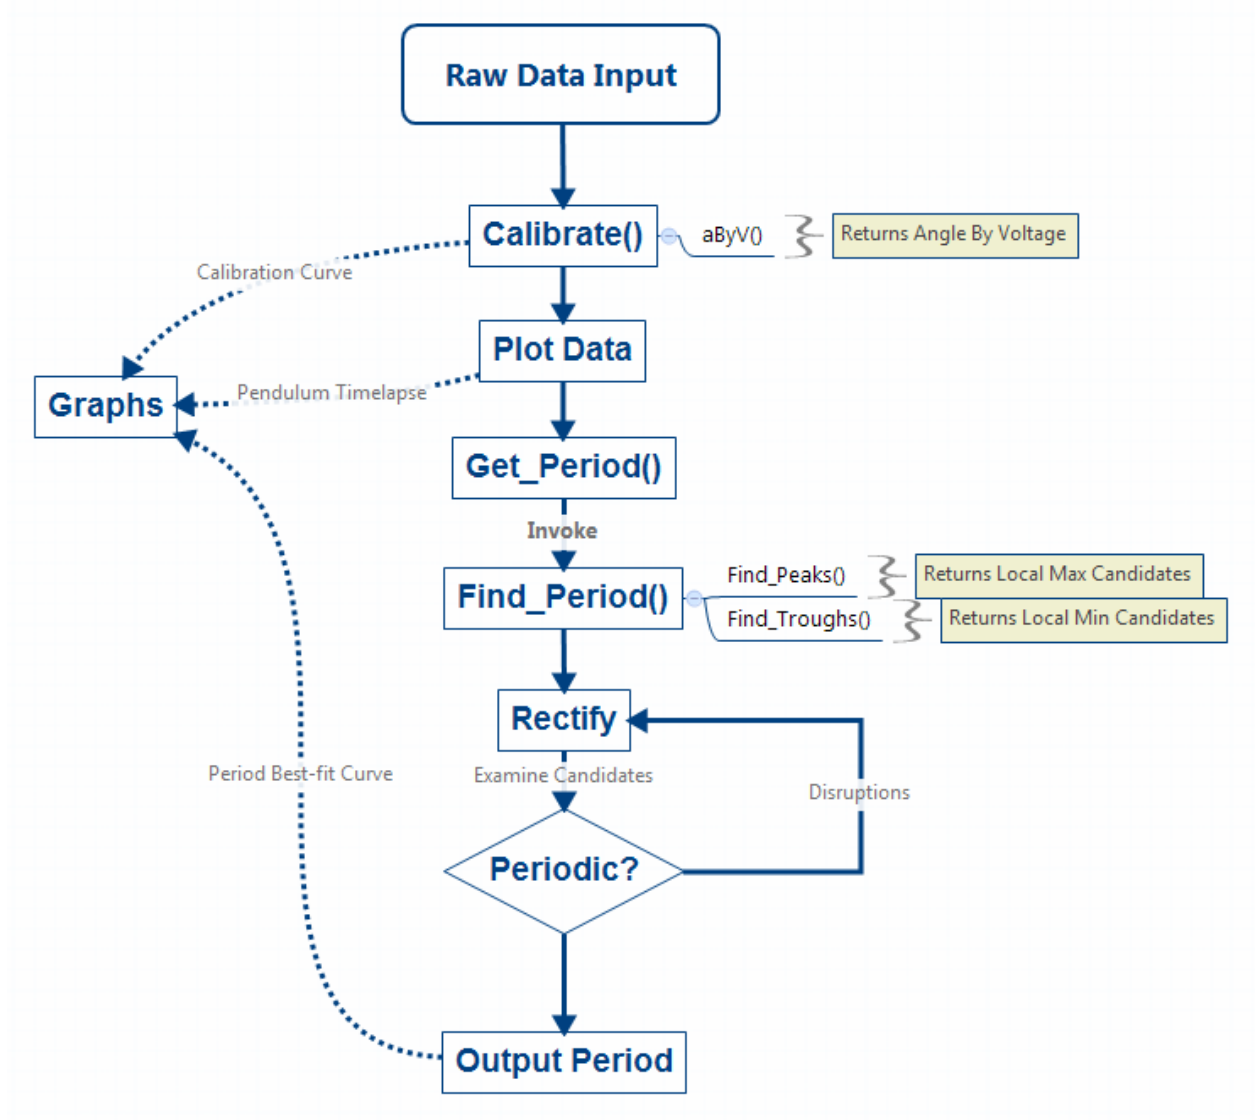 Raw Data Input
Calibrate()
aByV()
Returns Angle By Voltage
Calibration Curve
Plot Data
Pendulum Timelapse
Graphs
Get_Period()
Invoke
Find_Period()
Find_Peaks()
Returns Local Max Candidates
Find_Troughs()
Returns Local Min Candidates
Rectify
Examine Candidates
Period Best-fit Curve
Disruptions
Periodic?
Output Period